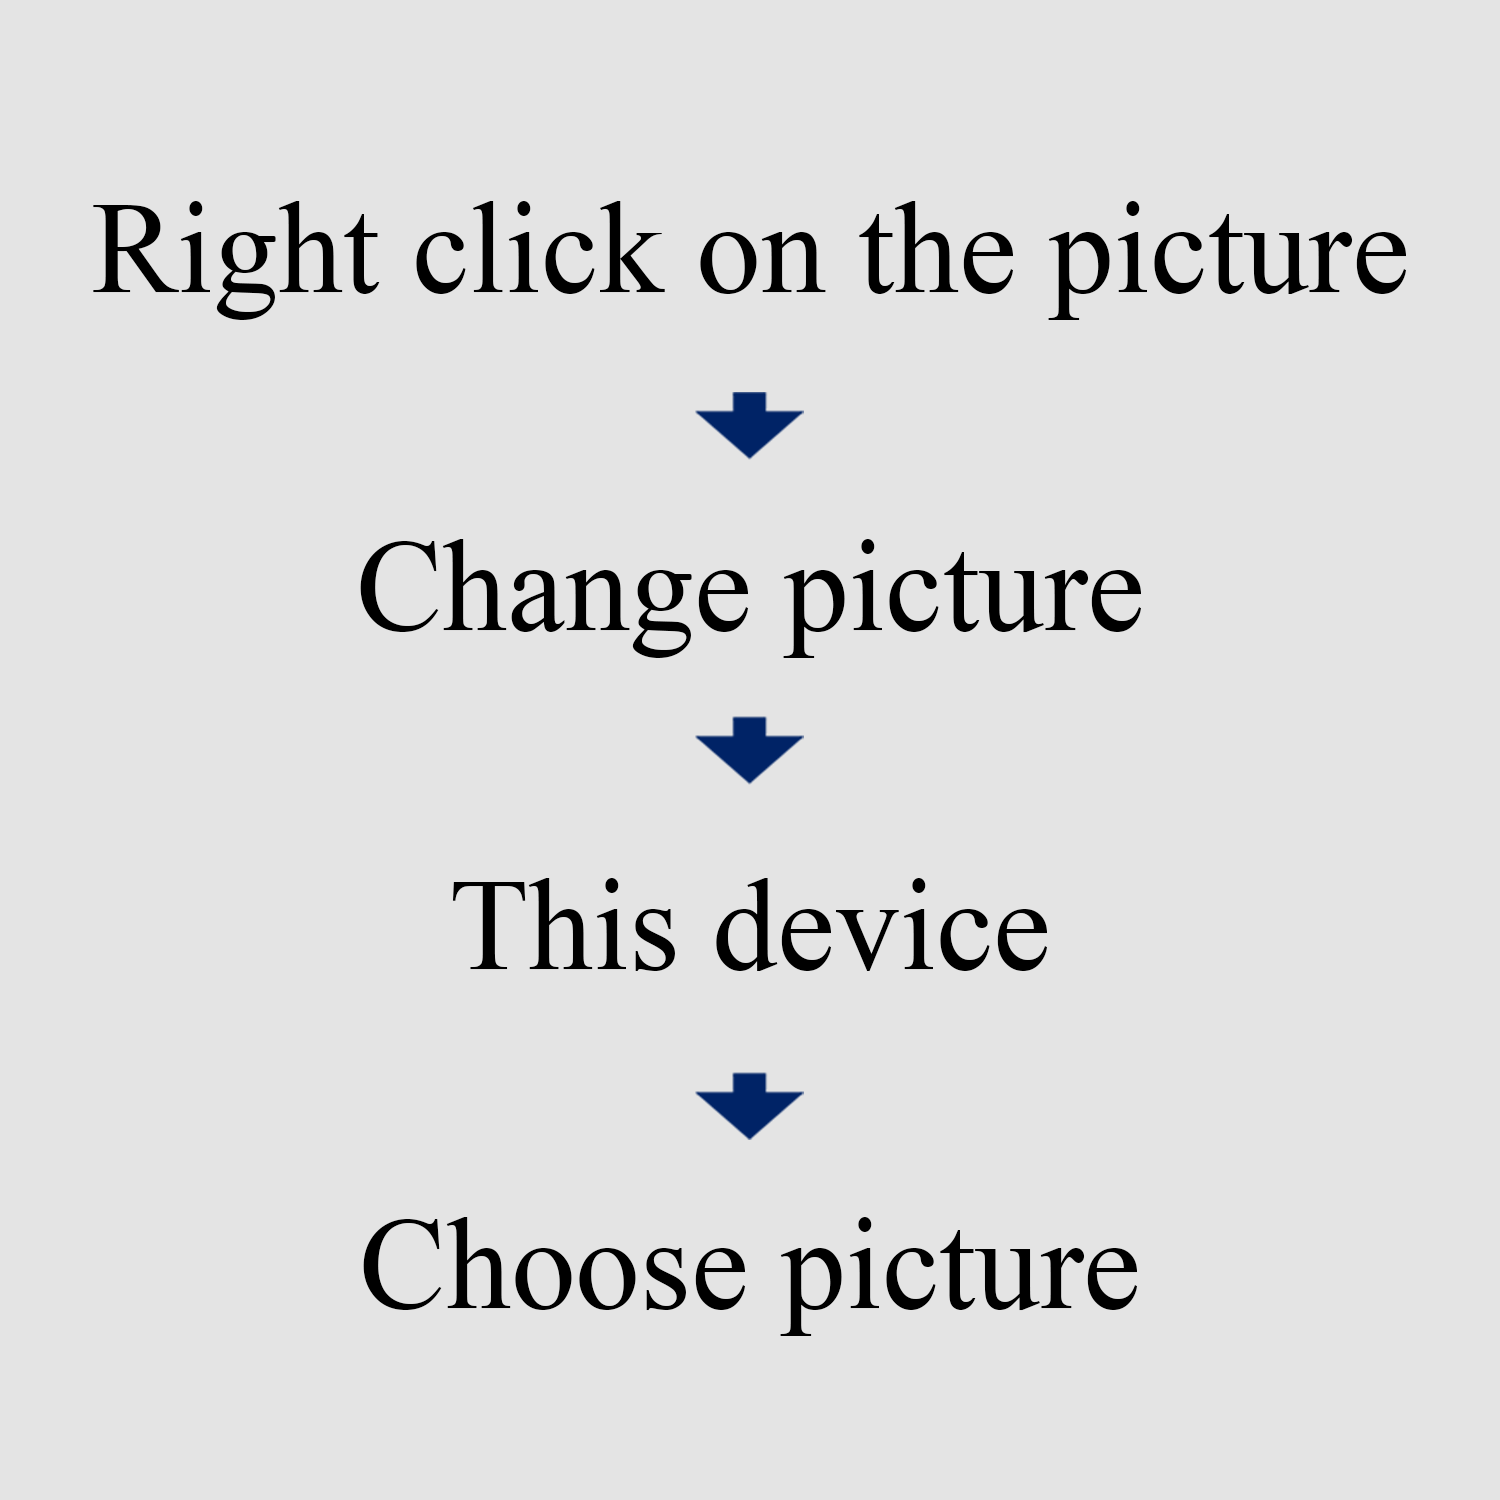 Right click on the picture
Change picture
This device
Choose picture